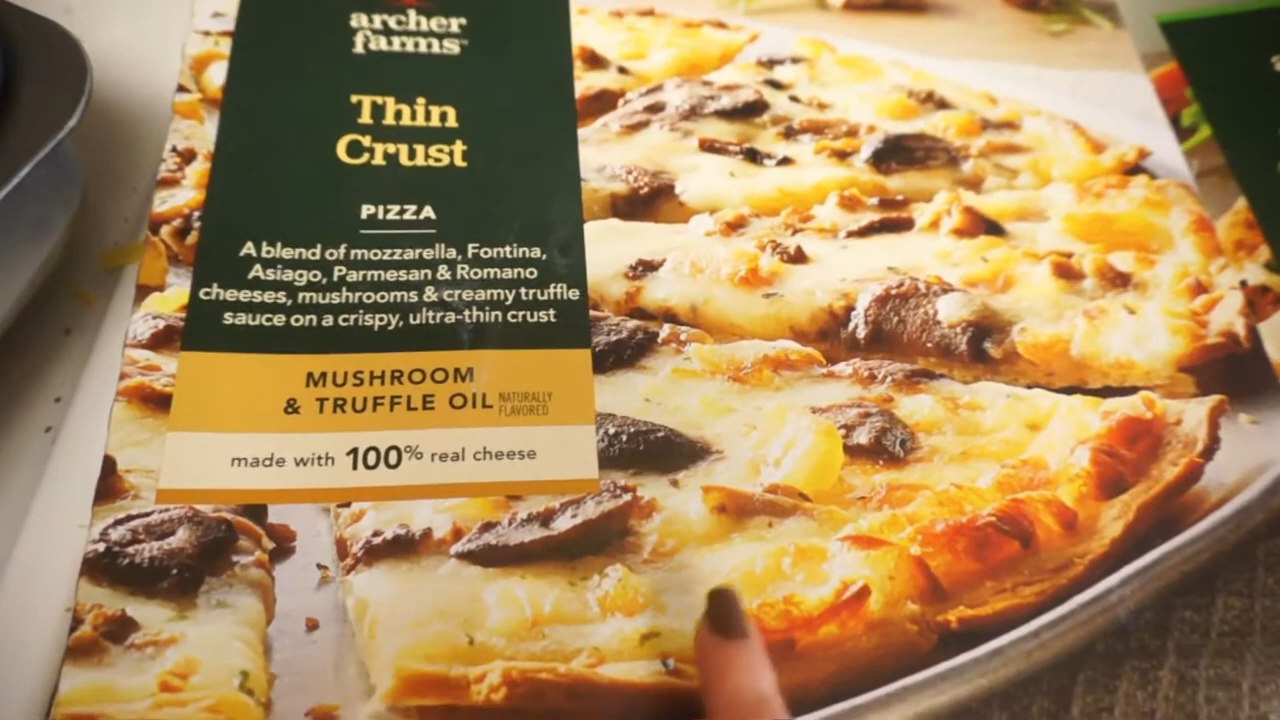 archer
farms™
Thin
Crust
PIZZA
A blend of mozzarella, Fontina,
Asiago, Parmesan & Romano
cheeses, mushrooms & creamy truffle
sauce on a crispy, ultra-thin crust
MUSHROOM
& TRUFFLE OIL NATURALLY
FLAVORED
made with 100% real cheese